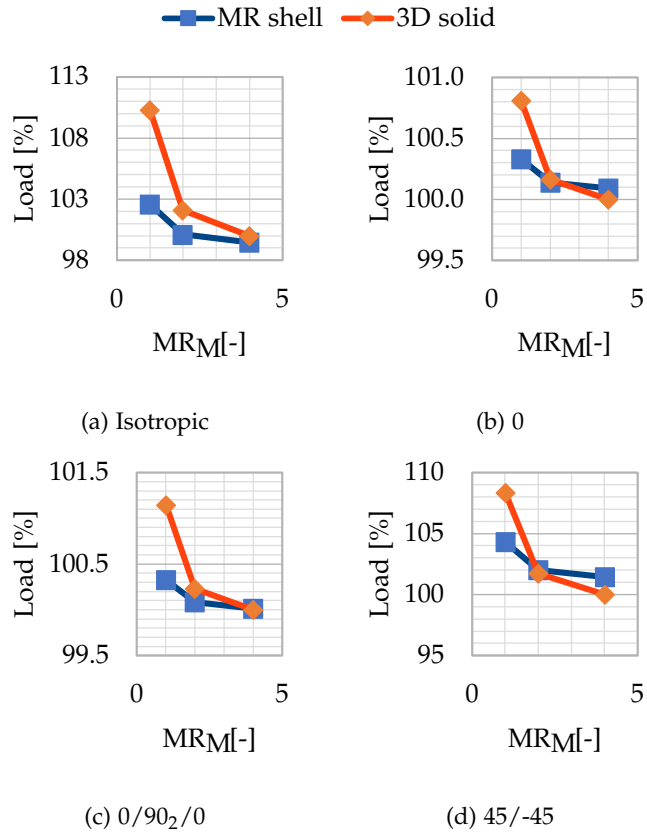 MR shell 3D solid
113
108
103
98
Load [%]
0 5
MRM[-]
(a) Isotropic
101.0
100.5
100.0
99.5
Load [%]
0 5
MRM[-]
(b) 0
101.5
100.5
99.5
Load [%]
0 5
MRM[-]
(c) 0/90₂/0
110
105
100
95
Load [%]
0 5
MRM[-]
(d) 45/-45